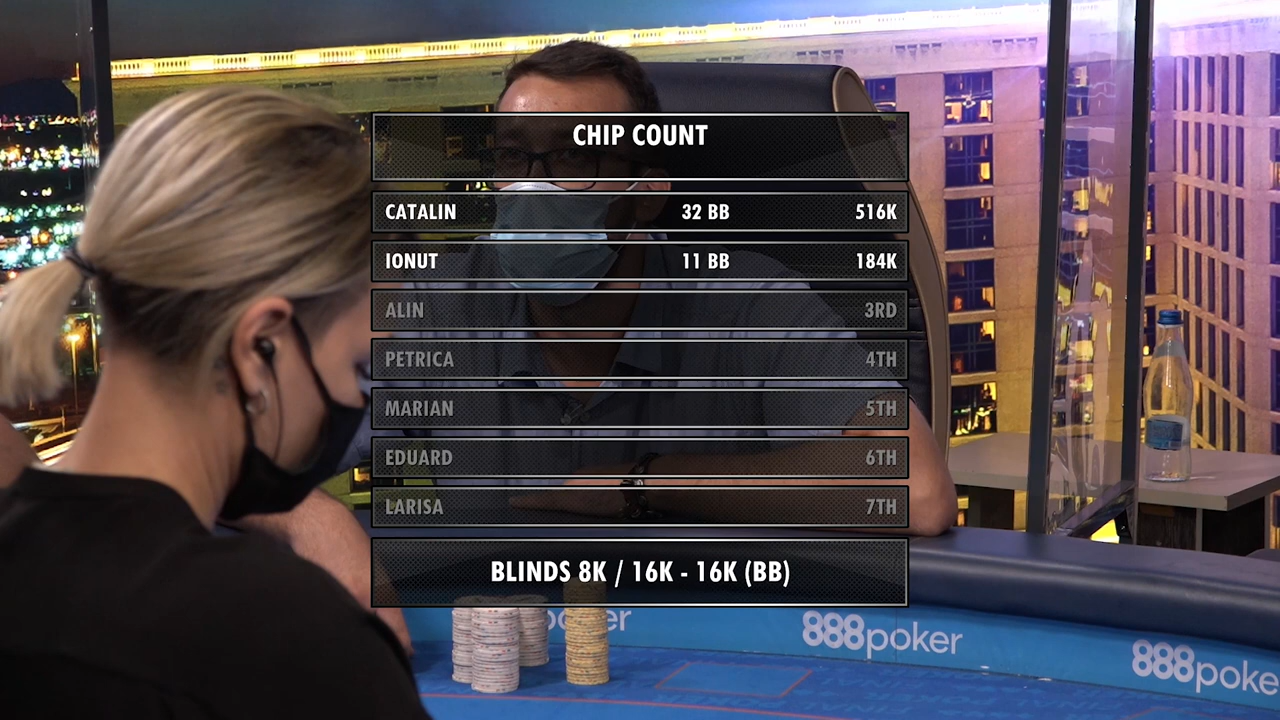 CHIP COUNT
CATALIN 32 BB 516K
IONUT 11 BB 184K
ALIN 3RD
PETRICA 4TH
MARIAN 5TH
EDUARD 6TH
LARISA 7TH
BLINDS 8K / 16K - 16K (BB)
888poker
888poke